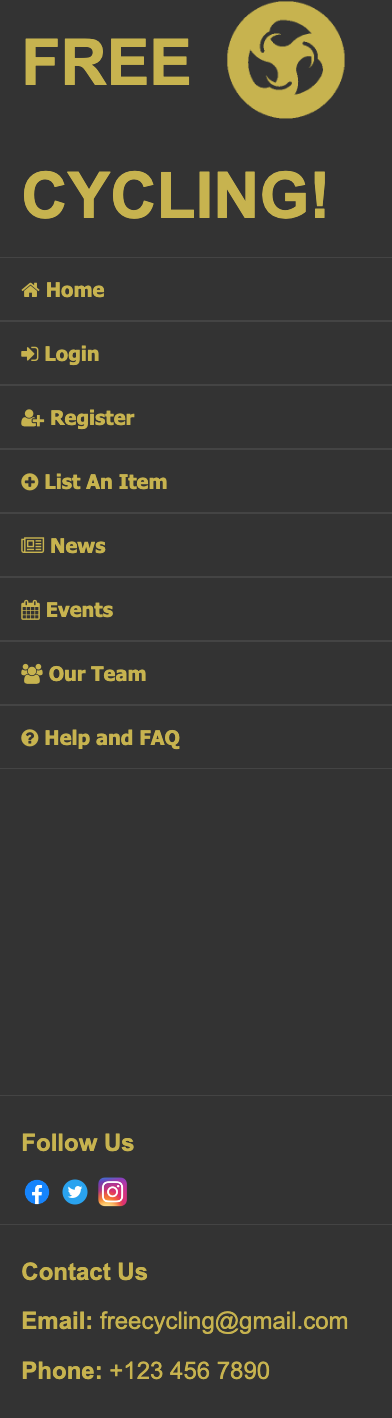 FREE
CYCLING!
Home
Login
Register
List An Item
News
Events
Our Team
Help and FAQ
Follow Us
Contact Us
Email: freecycling@gmail.com
Phone: +123 456 7890